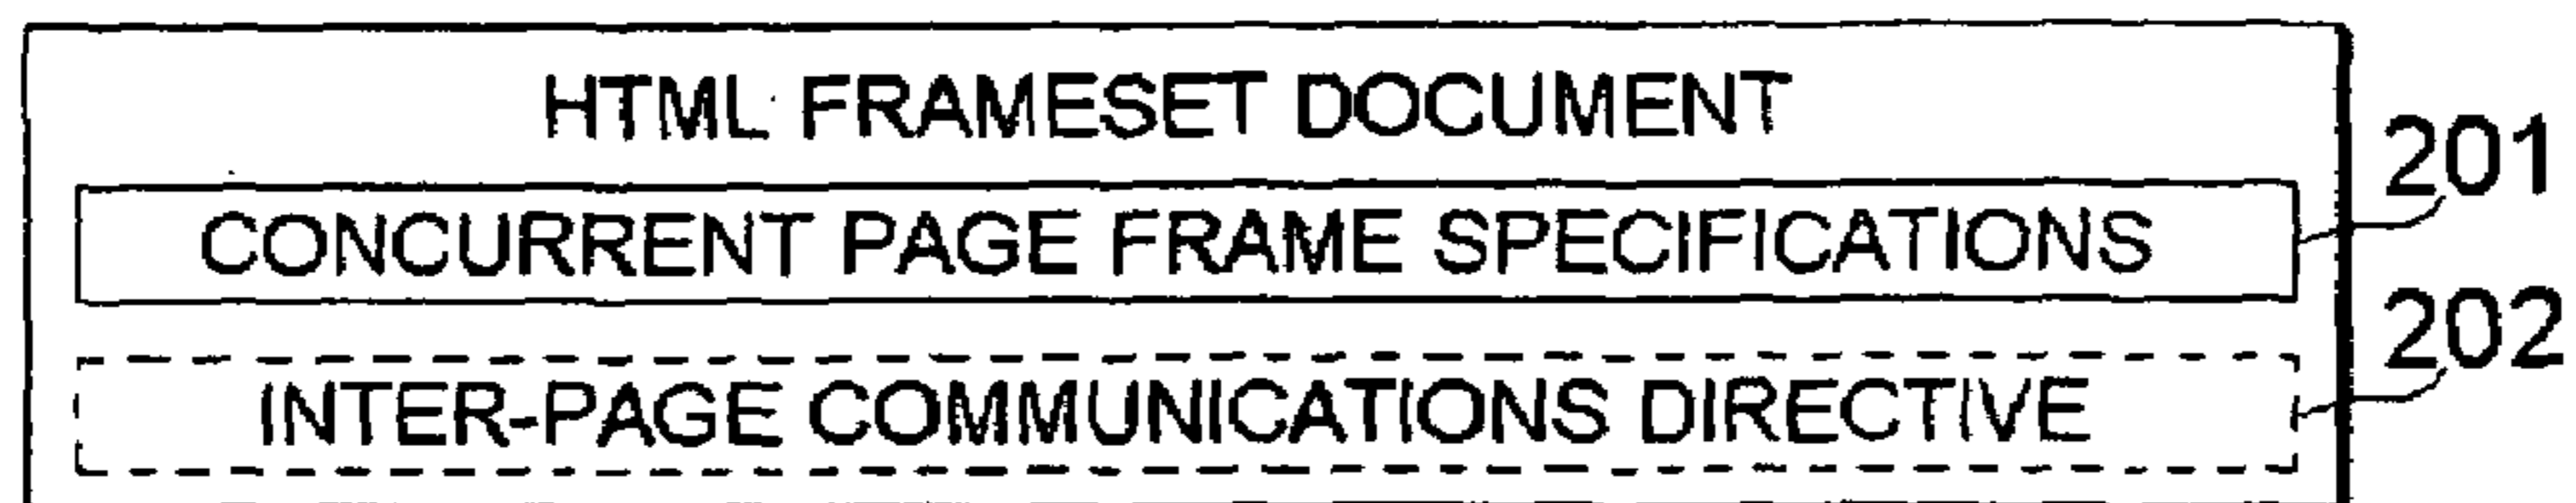 HTML FRAMESET DOCUMENT
201
CONCURRENT PAGE FRAME SPECIFICATIONS
202
INTER-PAGE COMMUNICATIONS DIRECTIVE